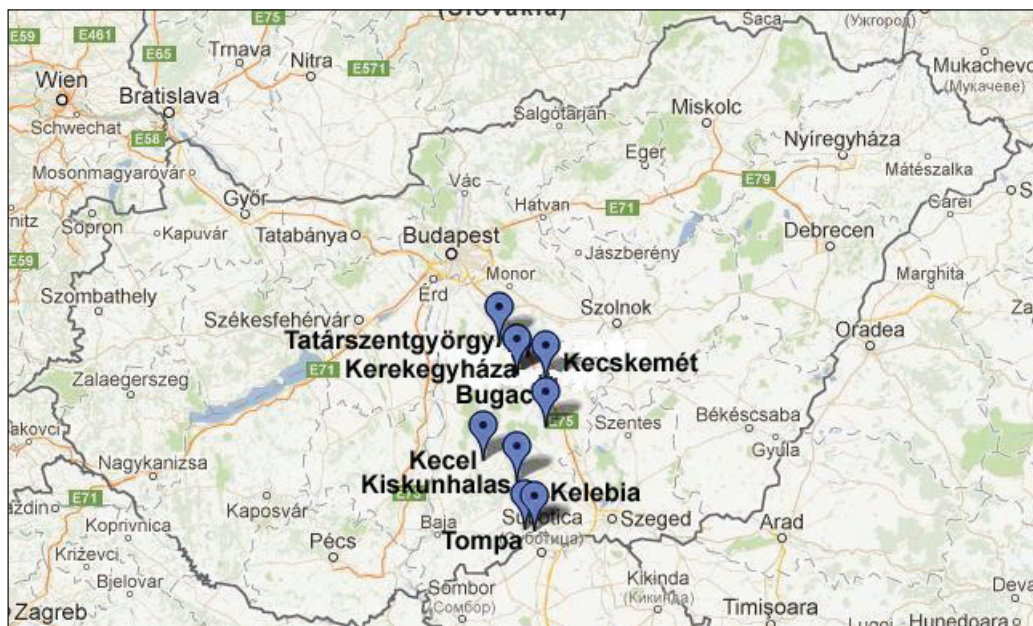 (Slovakia)
E75
Saca
(Ужгород)
E59
E461
E65
Trnava
Nitra
E571
Mukachevo
(Мукачеве)
Wien
Bratislava
Schwechat
E58
Salgótarján
Miskolc
Nyíregyháza
Eger
Mátészalka
Mosonmagyaróvár
Vác
E79
Győr
Hatvan
E71
Carei
Sopron
Kapuvár
Tatabánya
Budapest
Debrecen
Jászberény
E59
Monor
Marghita
Érd
Szombathely
Székesfehérvár
Szolnok
Oradea
Tatárszentgyörgy
Kecskemét
Kerekegyháza
E71
Zalaegerszeg
Bugac
E75
Békéscsaba
Szentes
Gyula
Kecel
Nagykanizsa
Kiskunhalas
Kelebia
E71
E73
Kaposvár
Baja
Subotica
Szeged
Koprivnica
Arad
Tompa
(Суботица)
Pécs
Križevci
Bjelovar
Sombor
(Сомбор)
Kikinda
(Кикинда)
Zagreb
Timișoara
Lugoj
Hunedoara